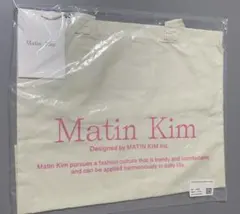 Matin Kim
Matin Kim
Designed by MATIN KIM Inc.
Matin Kim pursues a fashion culture that is trendy and comfortable
and can be applied harmoniously in daily life.